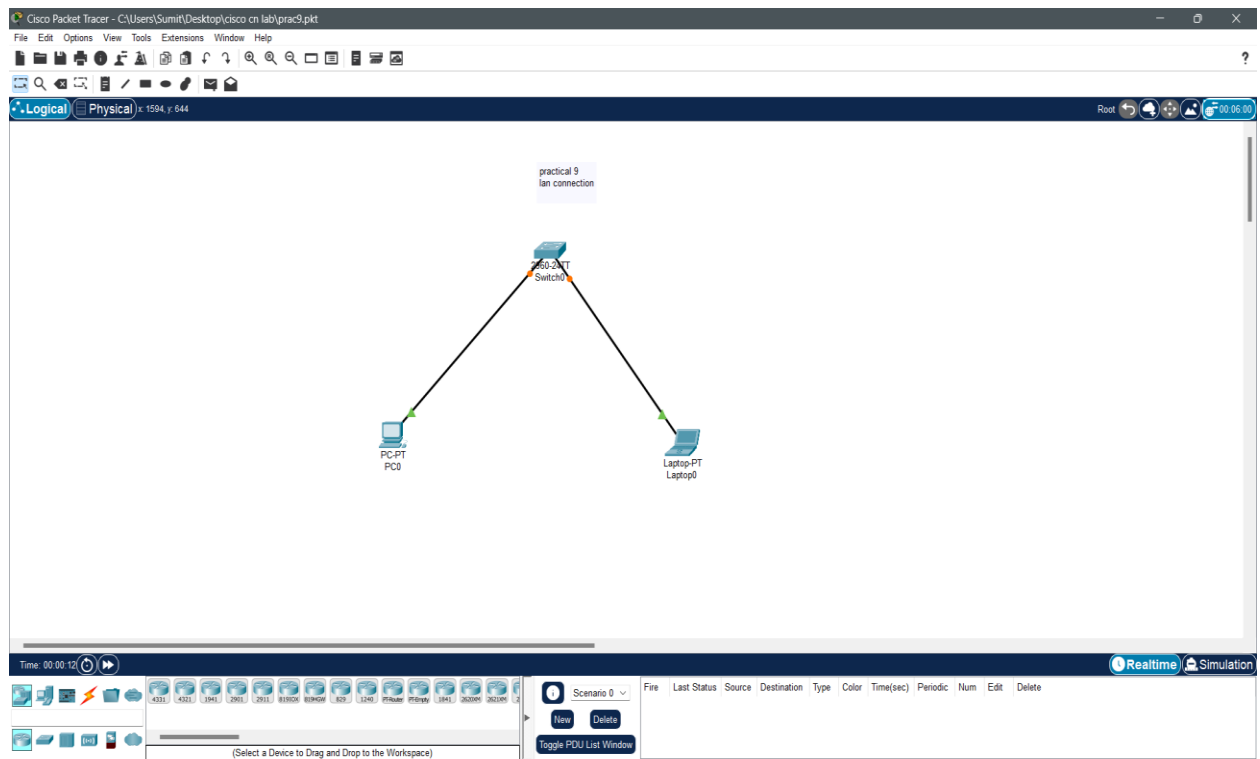 Cisco Packet Tracer - C:\Users\Sumit\Desktop\cisco cn lab\prac9.pkt
File Edit Options View Tools Extensions Window Help
?
Logical Physical x: 1594, y: 644 Root 00:06:00
practical 9
lan connection
2960-24TT
Switch0
PC-PT
PC0
Laptop-PT
Laptop0
Time: 00:00:12 Realtime Simulation
4331 4321 1941 2901 2911 819IOX 819HGW 829 1240 PT-Router PT-Empty 1841 2620XM 2621XM
(Select a Device to Drag and Drop to the Workspace)
Scenario 0
New Delete
Toggle PDU List Window
Fire Last Status Source Destination Type Color Time(sec) Periodic Num Edit Delete